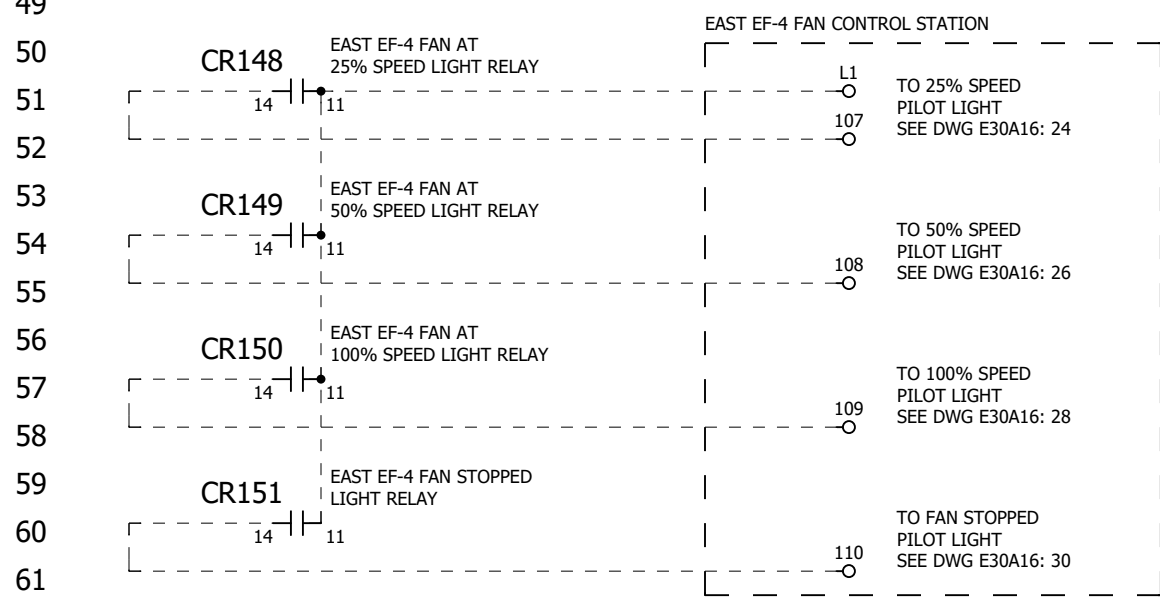 49
EAST EF-4 FAN CONTROL STATION
50
CR148
EAST EF-4 FAN AT
25% SPEED LIGHT RELAY
51
14
11
L1
107
TO 25% SPEED
PILOT LIGHT
SEE DWG E30A16: 24
52
53
CR149
EAST EF-4 FAN AT
50% SPEED LIGHT RELAY
54
14
11
108
TO 50% SPEED
PILOT LIGHT
SEE DWG E30A16: 26
55
56
CR150
EAST EF-4 FAN AT
100% SPEED LIGHT RELAY
57
14
11
109
TO 100% SPEED
PILOT LIGHT
SEE DWG E30A16: 28
58
59
CR151
EAST EF-4 FAN STOPPED
LIGHT RELAY
60
14
11
110
TO FAN STOPPED
PILOT LIGHT
SEE DWG E30A16: 30
61